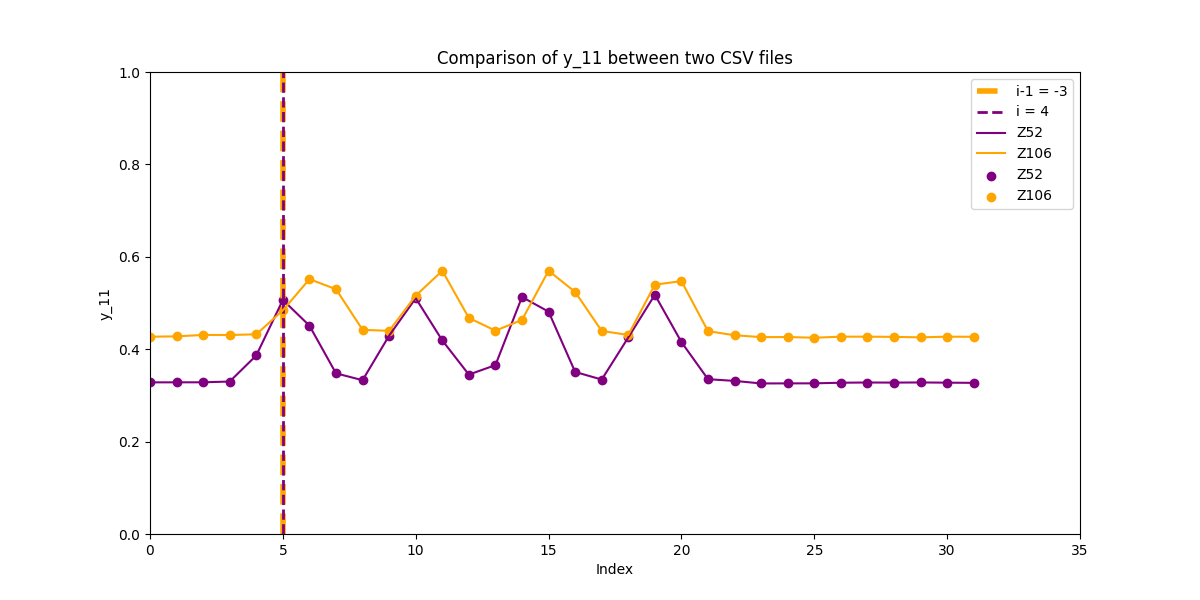 Comparison of y_11 between two CSV files
1.0
0.8
0.6
0.4
0.2
0.0
y_11
i-1 = -3
i = 4
Z52
Z106
Z52
Z106
0 5 10 15 20 25 30 35
Index